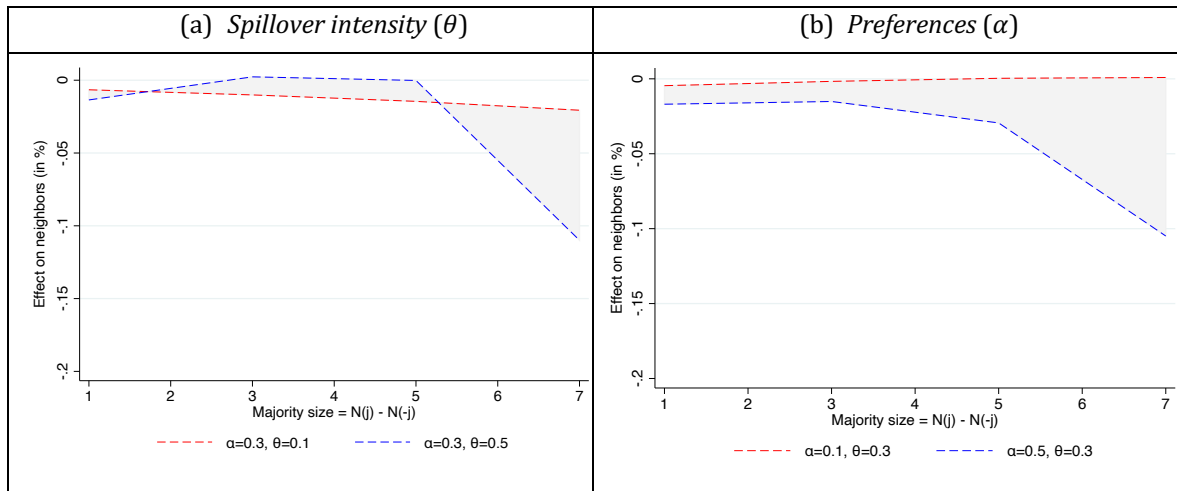 (a) Spillover intensity (θ)
0
-.05
-.1
-.15
-.2
Effect on neighbors (in %)
1 2 3 4 5 6 7
Majority size = N(j) - N(-j)
α=0.3, θ=0.1 α=0.3, θ=0.5
(b) Preferences (α)
0
-.05
-.1
-.15
-.2
Effect on neighbors (in %)
1 2 3 4 5 6 7
Majority size = N(j) - N(-j)
α=0.1, θ=0.3 α=0.5, θ=0.3